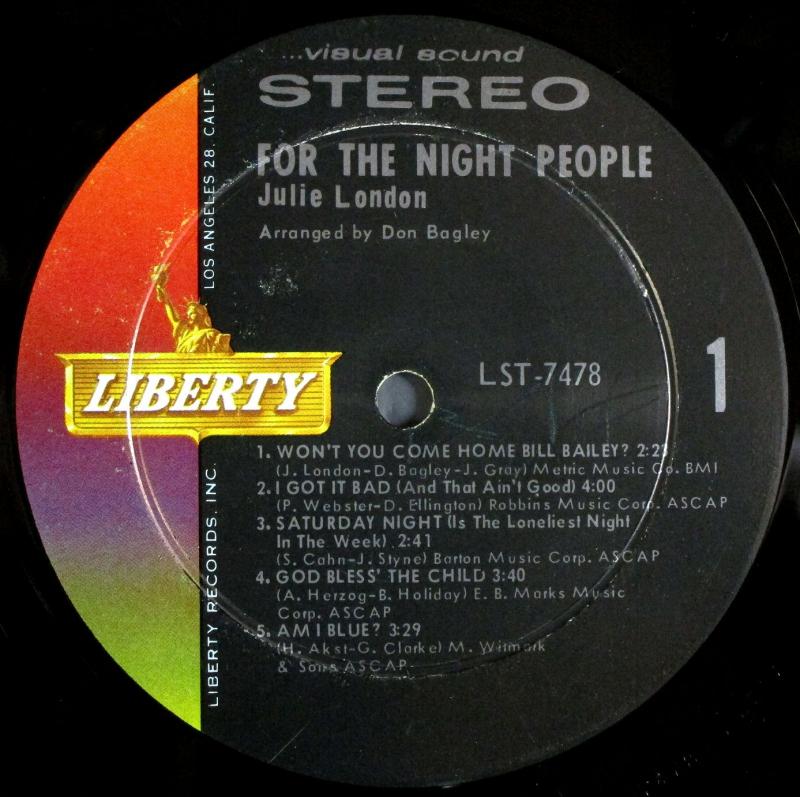 ...visual sound
STEREO
FOR THE NIGHT PEOPLE
Julie London
Arranged by Don Bagley
LOS ANGELES 28, CALIF.
LIBERTY
LST-7478
1
LIBERTY RECORDS, INC.
1. WON'T YOU COME HOME BILL BAILEY? 2:23
(J. London-D. Bagley-J. Gray) Metric Music Co. BMI
2. I GOT IT BAD (And That Ain't Good) 4:00
(P. Webster-D. Ellington) Robbins Music Corp. ASCAP
3. SATURDAY NIGHT (Is The Loneliest Night
In The Week) 2:41
(S. Cahn-J. Styne) Barton Music Corp. ASCAP
4. GOD BLESS' THE CHILD 3:40
(A. Herzog-B. Holiday) E. B. Marks Music
Corp. ASCAP
5. AM I BLUE? 3:29
(H. Akst-G. Clarke) M. Witmark
& Sons ASCAP